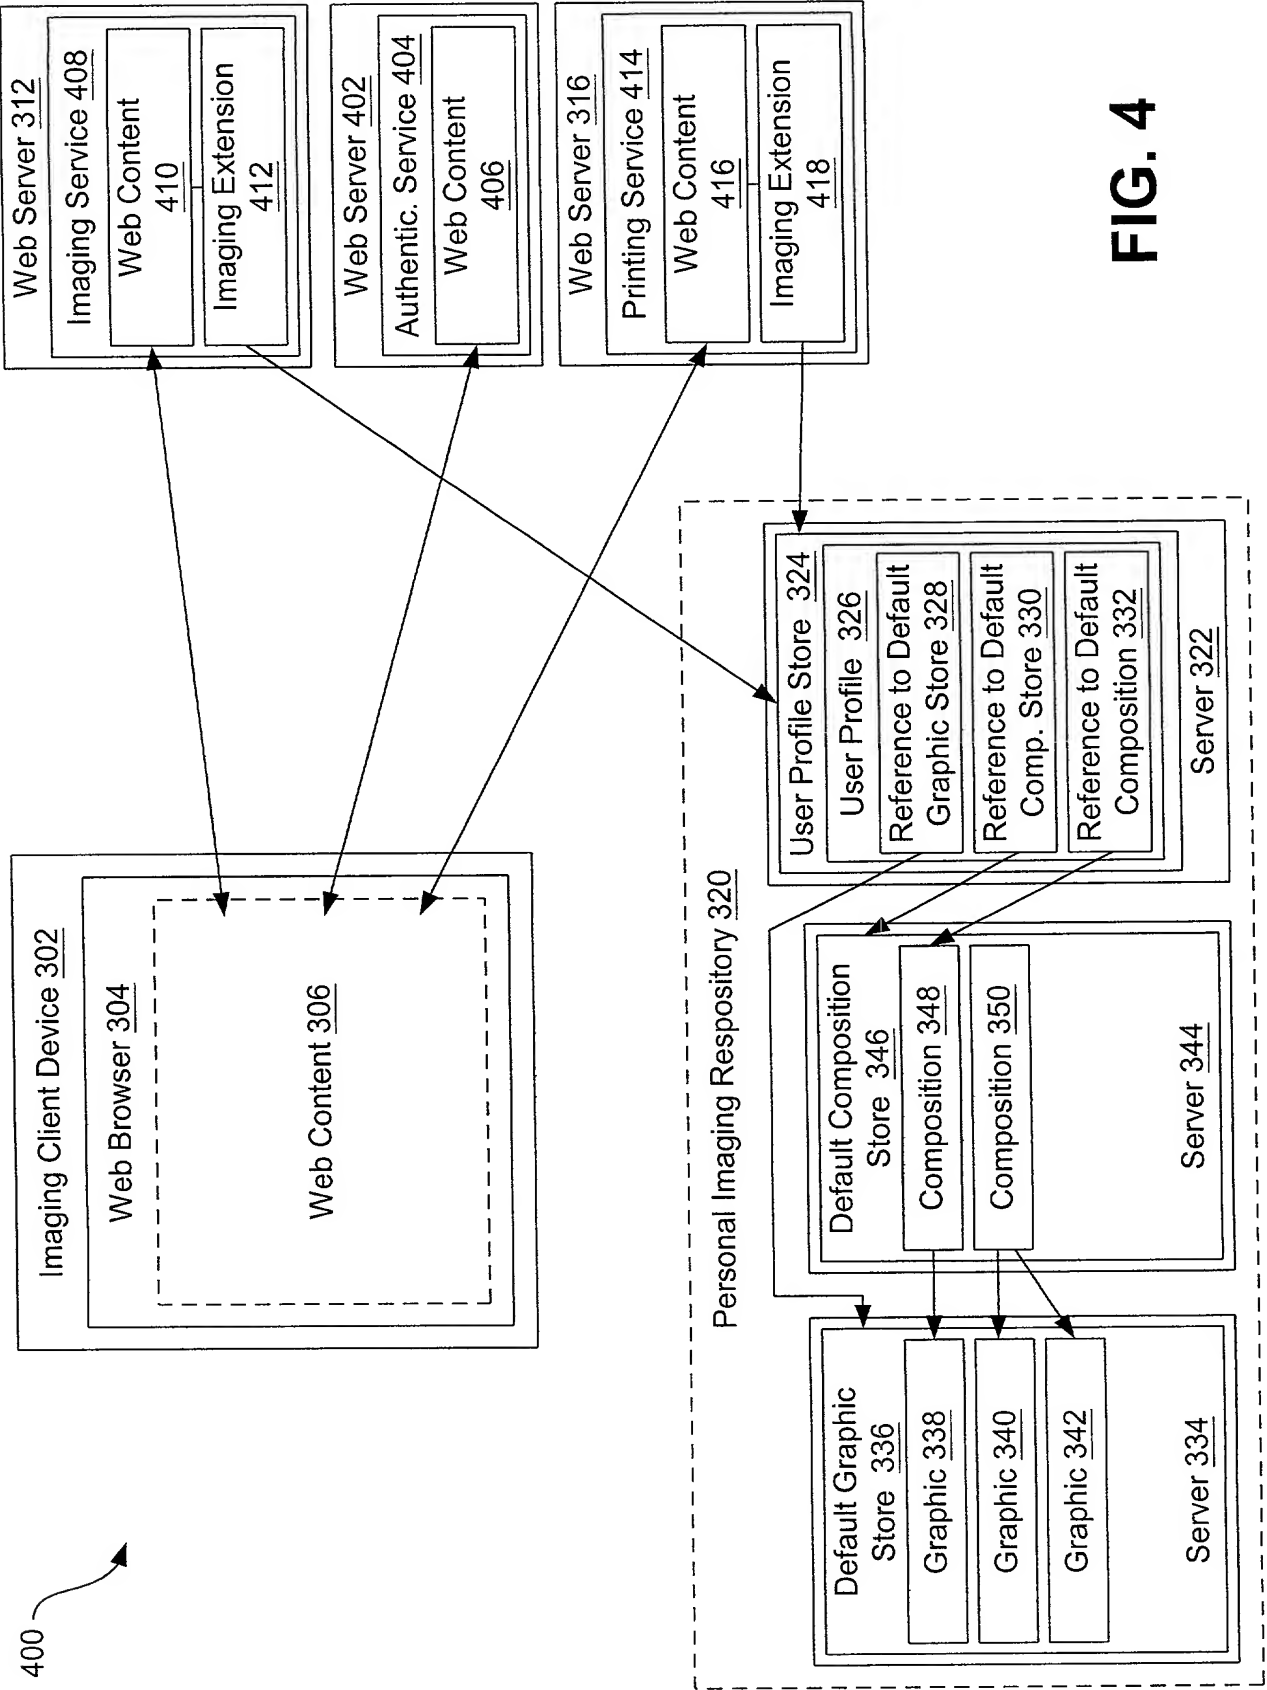 400
Imaging Client Device 302
Web Browser 304
Web Content 306
Web Server 312
Imaging Service 408
Web Content
410
Imaging Extension
412
Web Server 402
Authentic. Service 404
Web Content
406
Web Server 316
Printing Service 414
Web Content
416
Imaging Extension
418
Personal Imaging Respository 320
Default Graphic
Store 336
Graphic 338
Graphic 340
Graphic 342
Server 334
Default Composition
Store 346
Composition 348
Composition 350
Server 344
User Profile Store 324
User Profile 326
Reference to Default
Graphic Store 328
Reference to Default
Comp. Store 330
Reference to Default
Composition 332
Server 322
FIG. 4